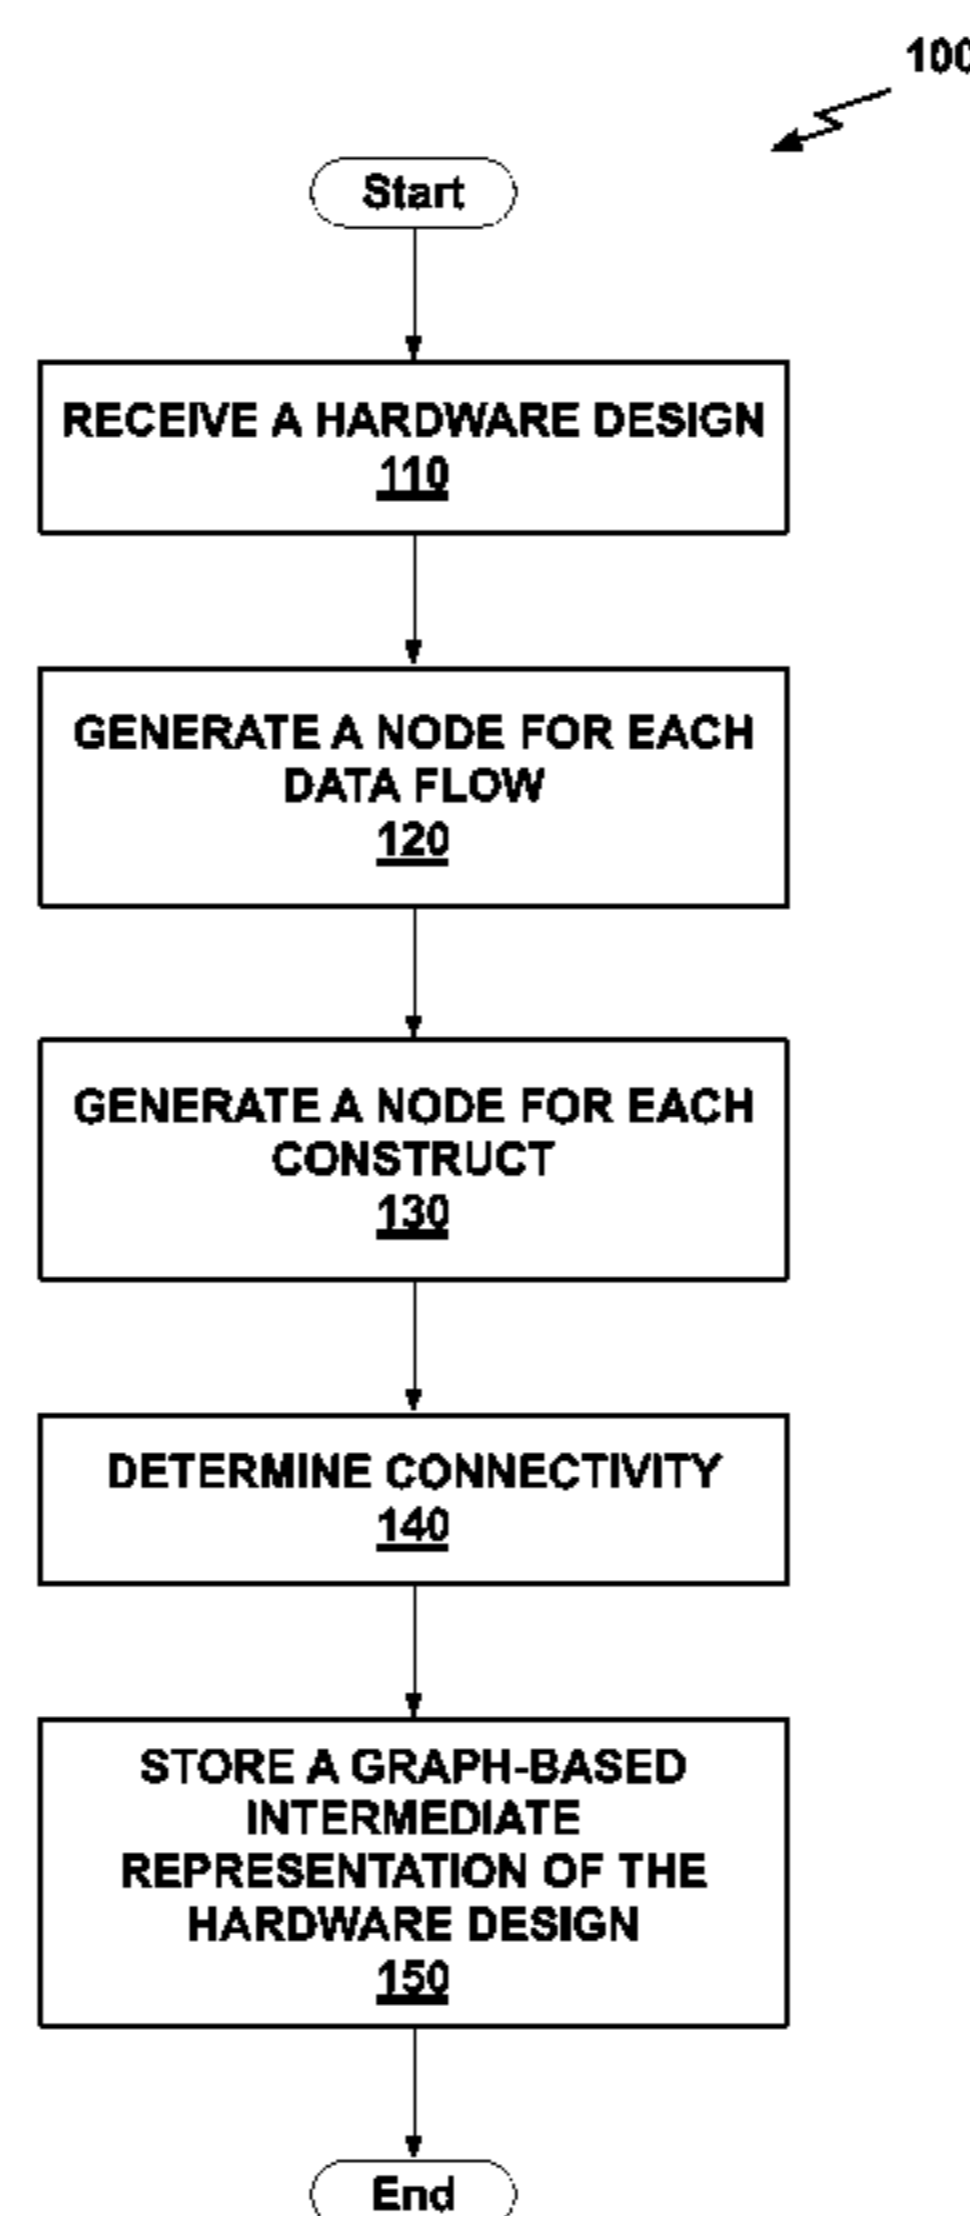 100
Start
RECEIVE A HARDWARE DESIGN
110
GENERATE A NODE FOR EACH
DATA FLOW
120
GENERATE A NODE FOR EACH
CONSTRUCT
130
DETERMINE CONNECTIVITY
140
STORE A GRAPH-BASED
INTERMEDIATE
REPRESENTATION OF THE
HARDWARE DESIGN
150
End